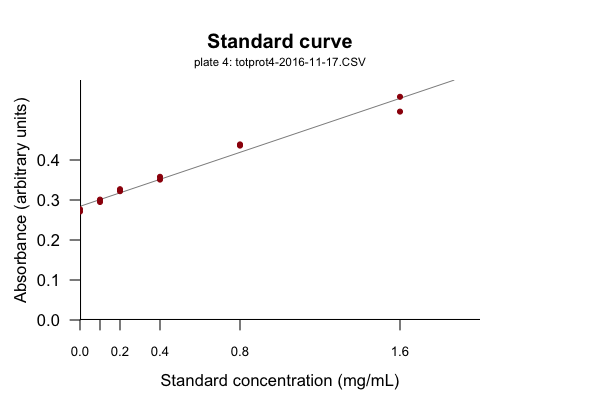 Standard curve
plate 4: totprot4-2016-11-17.CSV
Absorbance (arbitrary units)
0.4
0.3
0.2
0.1
0.0
0.0 0.2 0.4 0.8 1.6
Standard concentration (mg/mL)